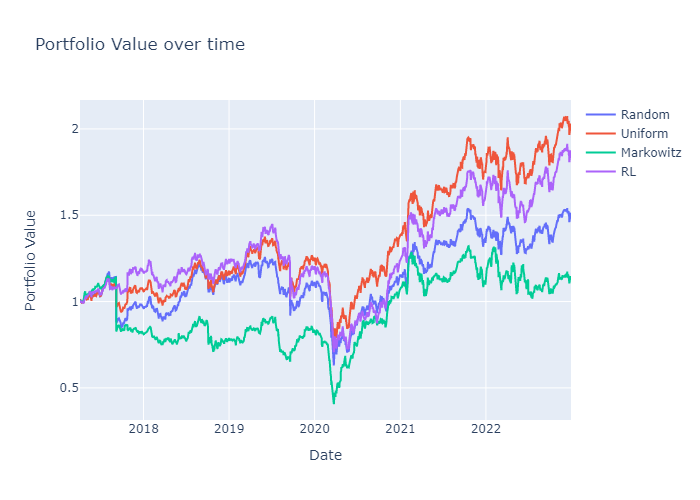 Portfolio Value over time
Random
Uniform
Markowitz
RL
2
1.5
1
0.5
Portfolio Value
2018 2019 2020 2021 2022
Date